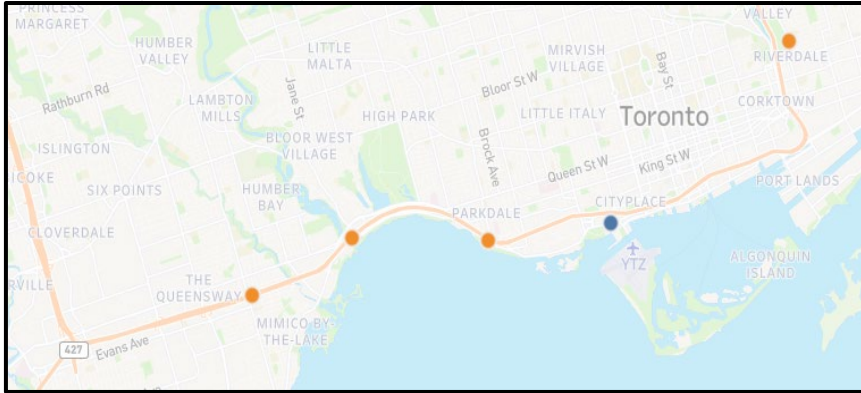 PRINCESS
MARGARET
HUMBER
VALLEY
LITTLE
MALTA
MIRVISH
VILLAGE
Bay St
VALLEY
RIVERDALE
Rathburn Rd
Jane St
LAMBTON
MILLS
Bloor St W
HIGH PARK
LITTLE ITALY
Toronto
CORKTOWN
ISLINGTON
BLOOR WEST
VILLAGE
Brock Ave
Queen St W
King St W
ICOKE
SIX POINTS
HUMBER
BAY
PARKDALE
CITYPLACE
PORT LANDS
CLOVERDALE
THE
QUEENSWAY
YTZ
ALGONQUIN
ISLAND
RVILLE
MIMICO BY-
THE-LAKE
427
Evans Ave